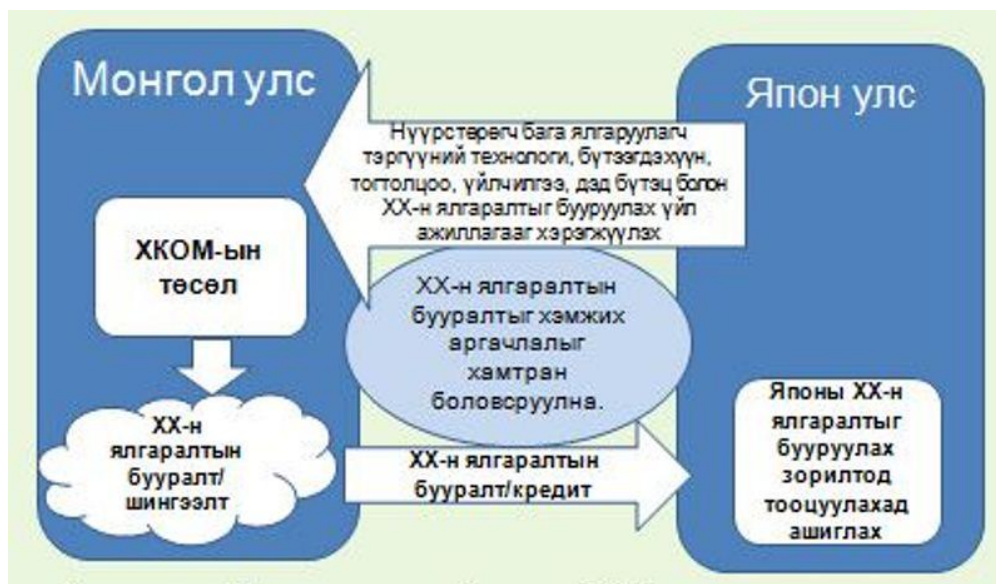 Монгол улс
Япон улс
Нүүрстөрөгч бага ялгаруулагч
тэргүүний технологи, бүтээгдэхүүн,
тогтолцоо, үйлчилгээ, дэд бүтэц болон
ХХ-н ялгаралтыг бууруулах үйл
ажиллагааг хэрэгжүүлэх
ХКОМ-ын
төсөл
ХХ-н ялгаралтын
бууралтыг хэмжих
аргачлалыг
хамтран
боловсруулна.
ХХ-н
ялгаралтын
бууралт/
шингээлт
ХХ-н ялгаралтын
бууралт/кредит
Японы ХХ-н
ялгаралтыг
бууруулах
зорилтод
тооцуулахад
ашиглах